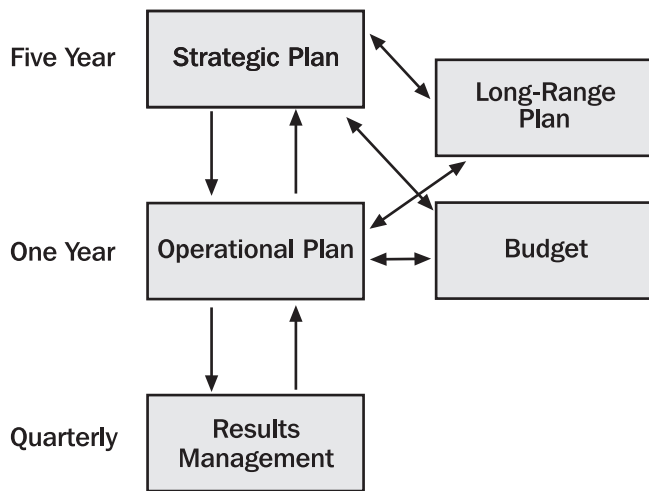 Five Year
Strategic Plan
Long-Range
Plan
One Year
Operational Plan
Budget
Quarterly
Results
Management